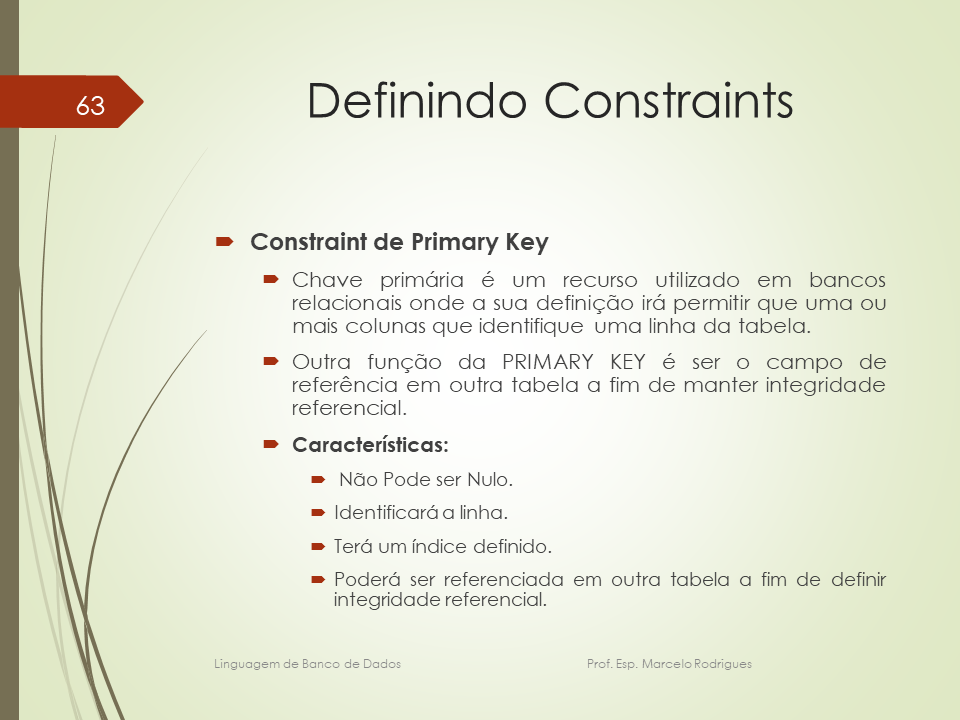 63
Definindo Constraints
Constraint de Primary Key
Chave primária é um recurso utilizado em bancos
relacionais onde a sua definição irá permitir que uma ou
mais colunas que identifique uma linha da tabela.
Outra função da PRIMARY KEY é ser o campo de
referência em outra tabela a fim de manter integridade
referencial.
Características:
Não Pode ser Nulo.
Identificará a linha.
Terá um índice definido.
Poderá ser referenciada em outra tabela a fim de definir
integridade referencial.
Linguagem de Banco de Dados Prof. Esp. Marcelo Rodrigues